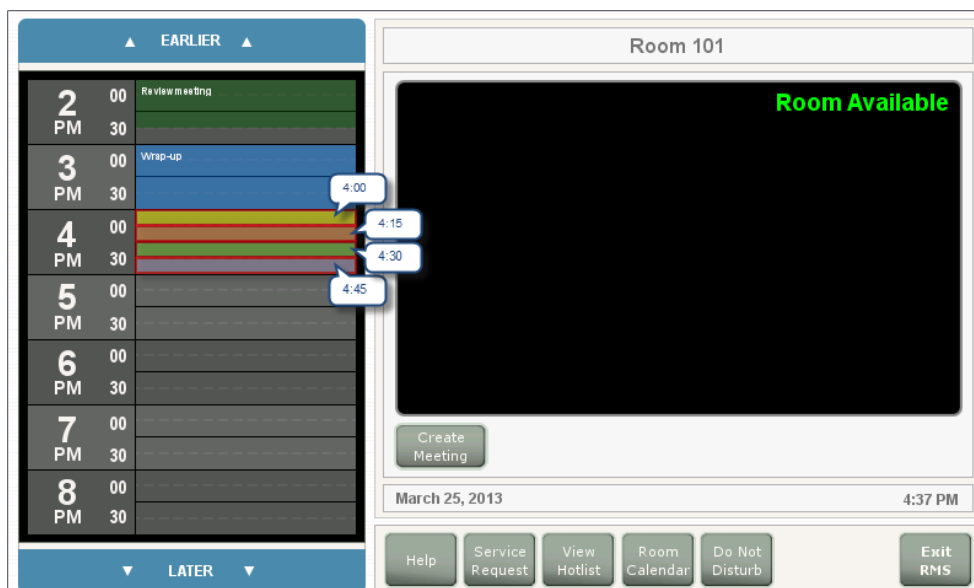 ▲ EARLIER ▲
Room 101
2 PM 00 Review meeting
30
3 PM 00 Wrap-up
30
4:00
4 PM 00
4:15
30
4:30
4:45
5 PM 00
30
6 PM 00
30
7 PM 00
30
8 PM 00
30
▼ LATER ▼
Room Available
Create
Meeting
March 25, 2013 4:37 PM
Help
Service
Request
View
Hotlist
Room
Calendar
Do Not
Disturb
Exit
RMS